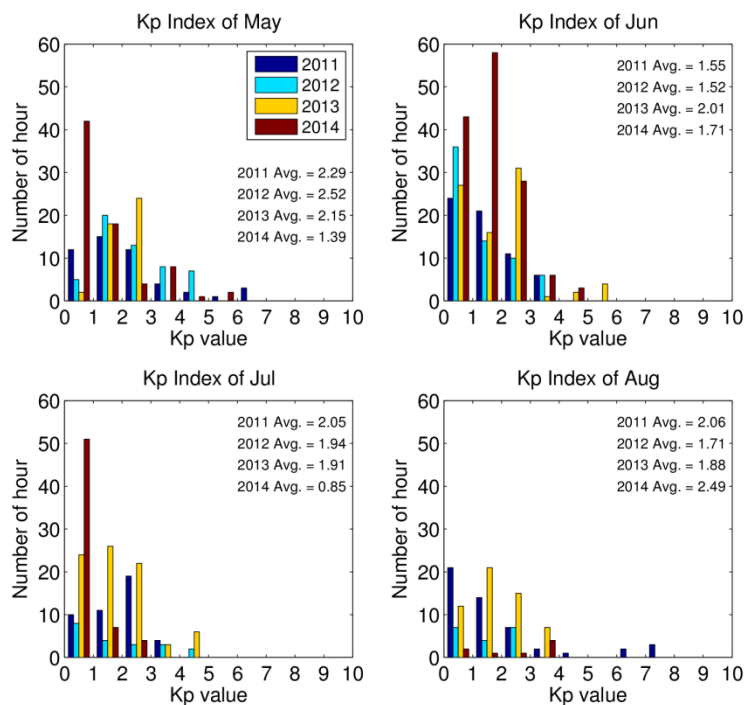 Kp Index of May
60
50
40
30
20
10
0
Number of hour
2011
2012
2013
2014
2011 Avg. = 2.29
2012 Avg. = 2.52
2013 Avg. = 2.15
2014 Avg. = 1.39
0 1 2 3 4 5 6 7 8 9 10
Kp value
Kp Index of Jun
60
50
40
30
20
10
0
Number of hour
2011 Avg. = 1.55
2012 Avg. = 1.52
2013 Avg. = 2.01
2014 Avg. = 1.71
0 1 2 3 4 5 6 7 8 9 10
Kp value
Kp Index of Jul
60
50
40
30
20
10
0
Number of hour
2011 Avg. = 2.05
2012 Avg. = 1.94
2013 Avg. = 1.91
2014 Avg. = 0.85
0 1 2 3 4 5 6 7 8 9 10
Kp value
Kp Index of Aug
60
50
40
30
20
10
0
Number of hour
2011 Avg. = 2.06
2012 Avg. = 1.71
2013 Avg. = 1.88
2014 Avg. = 2.49
0 1 2 3 4 5 6 7 8 9 10
Kp value